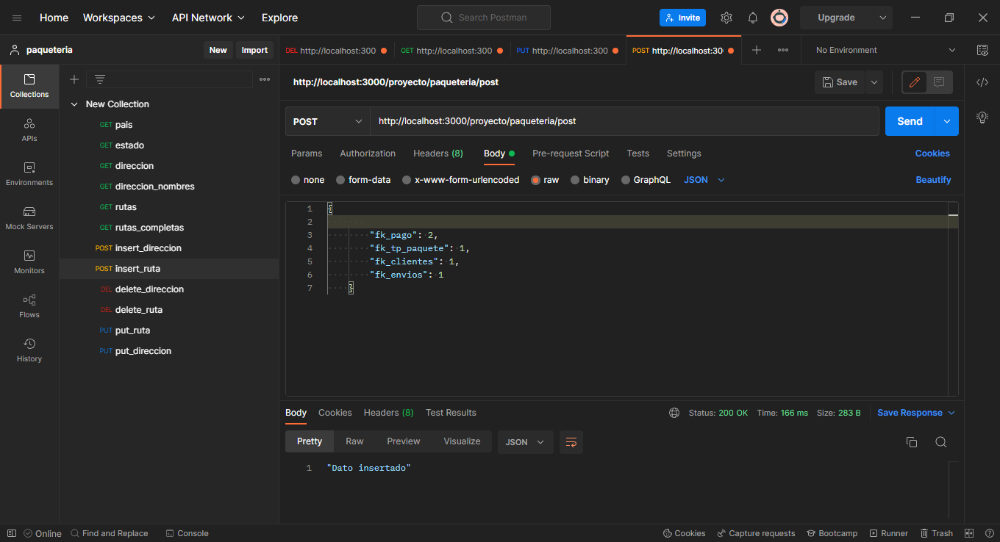 Home Workspaces API Network Explore Search Postman Invite Upgrade
paqueteria New Import DEL http://localhost:300 GET http://localhost:300 PUT http://localhost:300 POST http://localhost:30 No Environment
http://localhost:3000/proyecto/paqueteria/post Save
Collections
APIs
Environments
Mock Servers
Monitors
Flows
History
New Collection
GET pais
GET estado
GET direccion
GET direccion_nombres
GET rutas
GET rutas_completas
POST insert_direccion
POST insert_ruta
DEL delete_direccion
DEL delete_ruta
PUT put_ruta
PUT put_direccion
POST http://localhost:3000/proyecto/paqueteria/post Send
Params Authorization Headers (8) Body Pre-request Script Tests Settings Cookies
none form-data x-www-form-urlencoded raw binary GraphQL JSON Beautify
1 {
2
3 "fk_pago": 2,
4 "fk_tp_paquete": 1,
5 "fk_clientes": 1,
6 "fk_envios": 1
7 }
Body Cookies Headers (8) Test Results Status: 200 OK Time: 166 ms Size: 283 B Save Response
Pretty Raw Preview Visualize JSON
1 "Dato insertado"
Online Find and Replace Console Cookies Capture requests Bootcamp Runner Trash